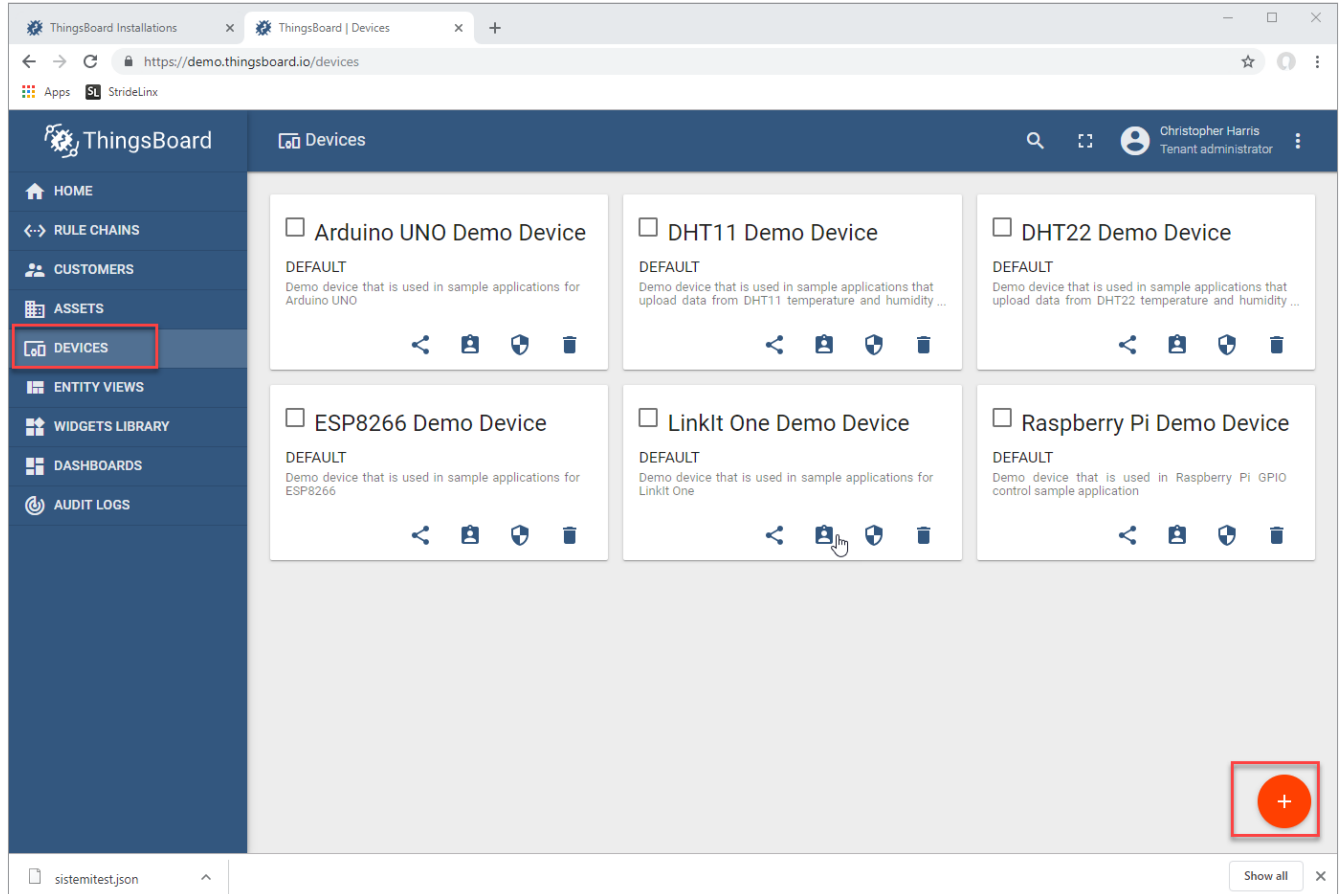 ThingsBoard Installations
ThingsBoard | Devices
https://demo.thingsboard.io/devices
Apps
SL StrideLinx
ThingsBoard
Devices
Christopher Harris
Tenant administrator
HOME
RULE CHAINS
CUSTOMERS
ASSETS
DEVICES
ENTITY VIEWS
WIDGETS LIBRARY
DASHBOARDS
AUDIT LOGS
Arduino UNO Demo Device
DEFAULT
Demo device that is used in sample applications for
Arduino UNO
DHT11 Demo Device
DEFAULT
Demo device that is used in sample applications that
upload data from DHT11 temperature and humidity ...
DHT22 Demo Device
DEFAULT
Demo device that is used in sample applications that
upload data from DHT22 temperature and humidity ...
ESP8266 Demo Device
DEFAULT
Demo device that is used in sample applications for
ESP8266
LinkIt One Demo Device
DEFAULT
Demo device that is used in sample applications for
LinkIt One
Raspberry Pi Demo Device
DEFAULT
Demo device that is used in Raspberry Pi GPIO
control sample application
sistemitest.json
Show all